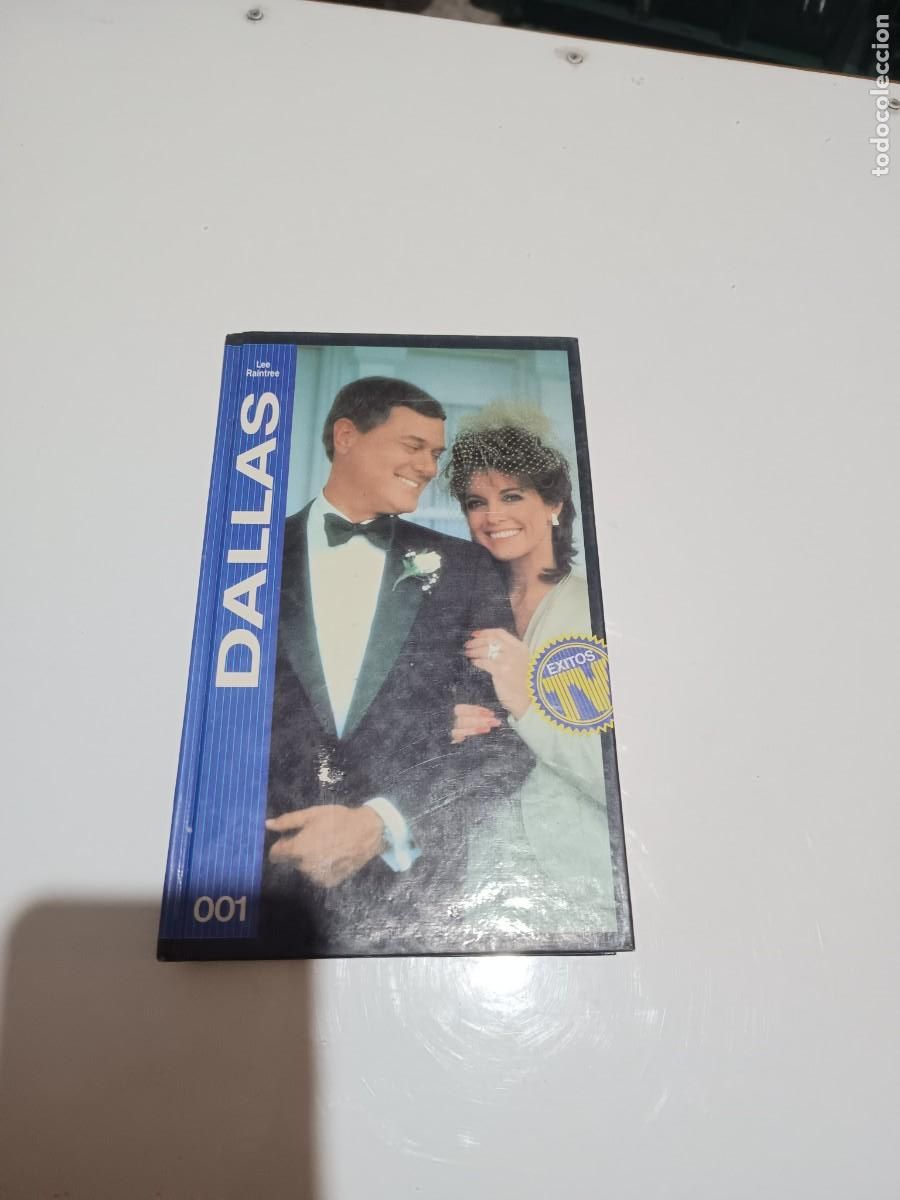 todocoleccion
Lee
Raintree
DALLAS
EXITOS
TV
001